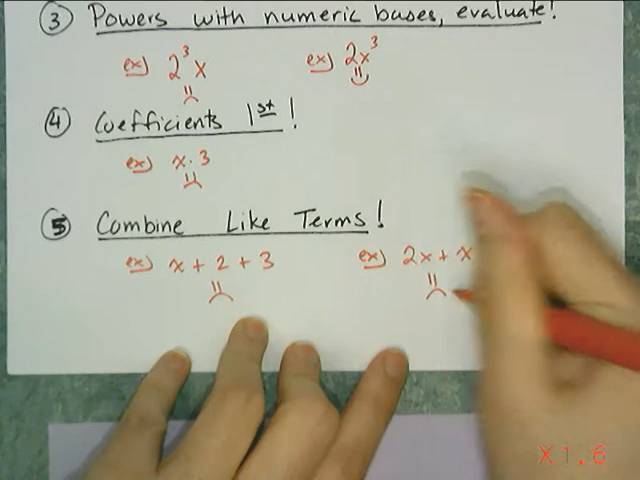 ③ Powers with numeric bases, evaluate!
ex) 2³x ex) 2x³
④ Coefficients 1st!
ex) x · 3
⑤ Combine Like Terms!
ex) x + 2 + 3 ex) 2x + x
X1.6